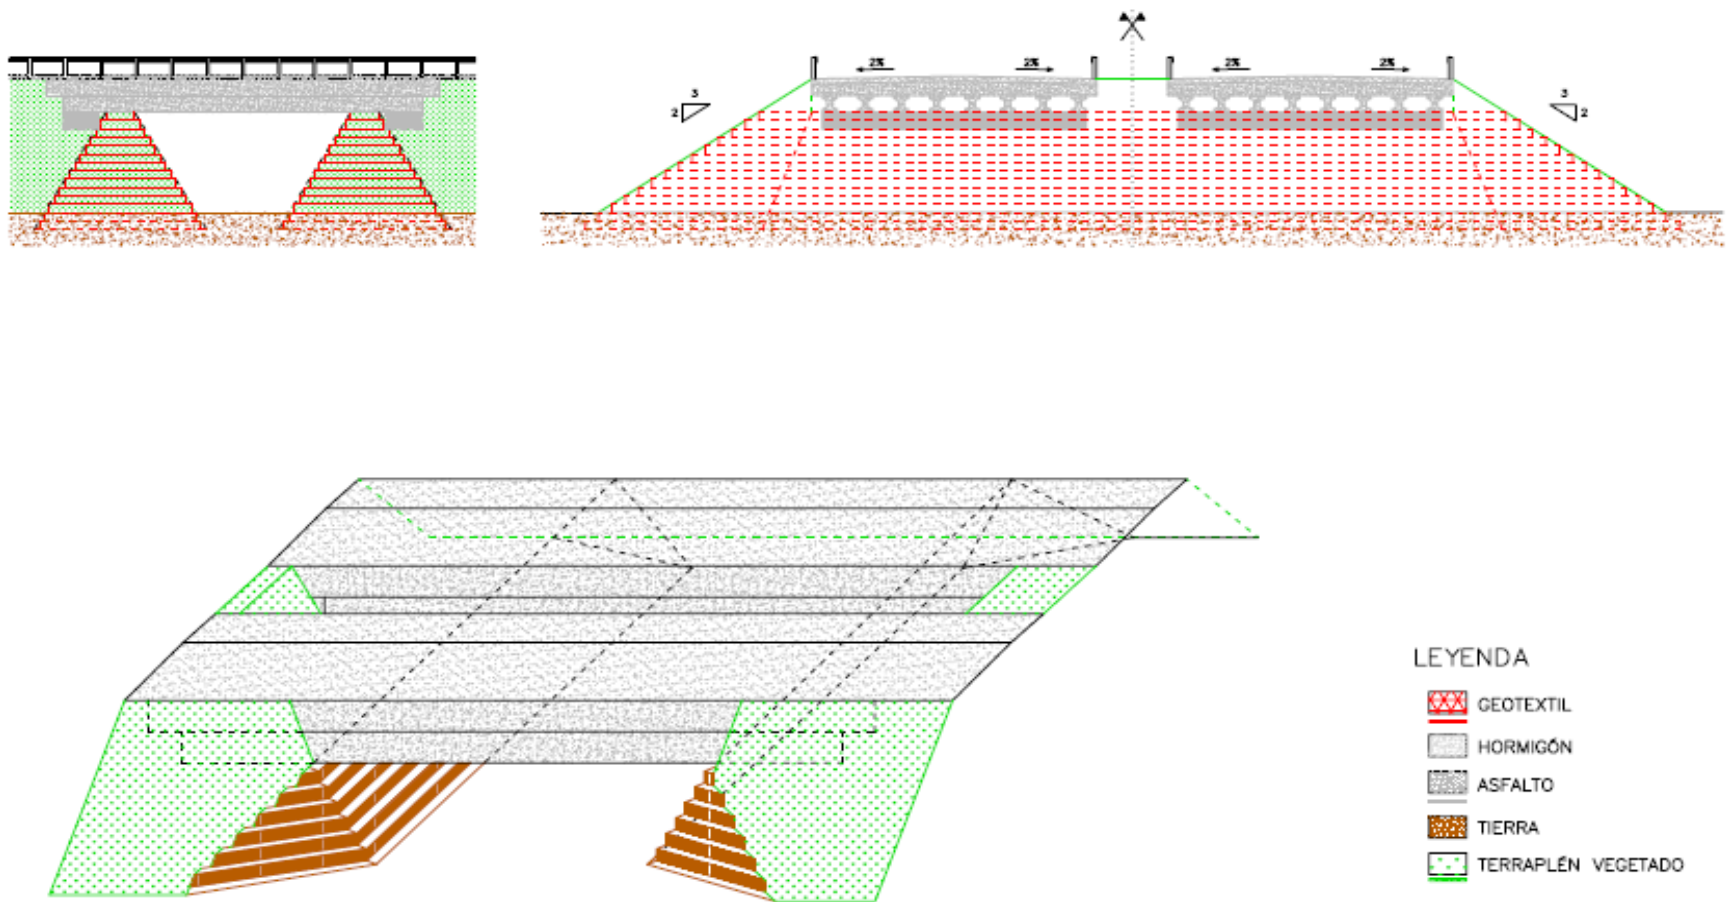 2% 2% 2% 2%
3
2
3
2
LEYENDA
GEOTEXTIL
HORMIGÓN
ASFALTO
TIERRA
TERRAPLÉN VEGETADO